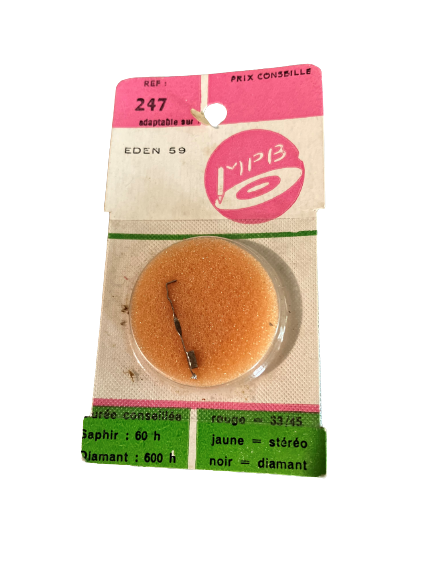 REF :
PRIX CONSEILLE
247
adaptable sur
EDEN 59
MPB
durée conseillée
Saphir : 60 h
Diamant : 600 h
rouge = 33/45
jaune = stéréo
noir = diamant